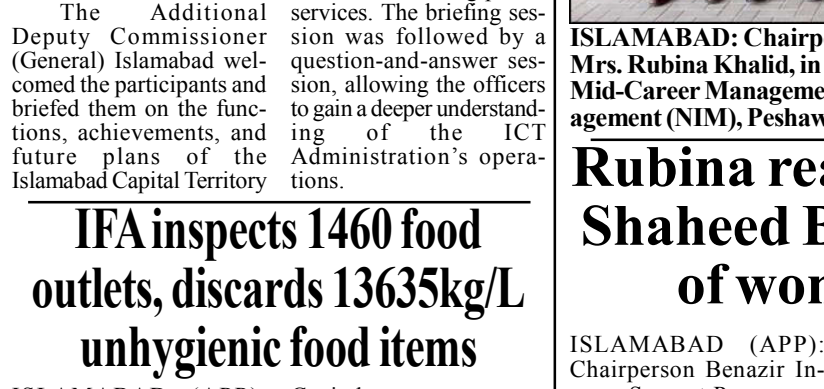 The Additional
Deputy Commissioner
(General) Islamabad wel-
comed the participants and
briefed them on the func-
tions, achievements, and
future plans of the
Islamabad Capital Territory
services. The briefing ses-
sion was followed by a
question-and-answer ses-
sion, allowing the officers
to gain a deeper understand-
ing of the ICT
Administration's opera-
tions.
IFA inspects 1460 food
outlets, discards 13635kg/L
unhygienic food items
ISLAMABAD: Chairp
Mrs. Rubina Khalid, in
Mid-Career Manageme
agement (NIM), Peshaw
Rubina rea
Shaheed B
of wor
ISLAMABAD (APP):
Chairperson Benazir In-